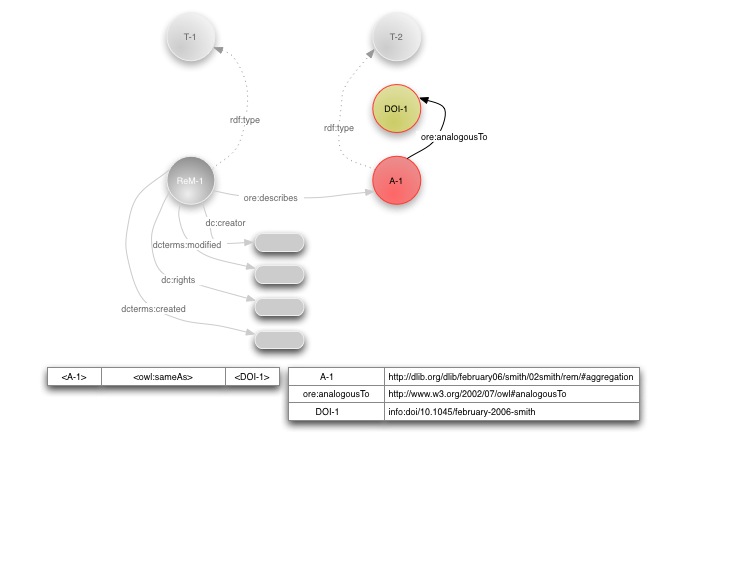 T-1
T-2
DOI-1
rdf:type
rdf:type
ore:analogousTo
ReM-1
A-1
ore:describes
dc:creator
dcterms:modified
dc:rights
dcterms:created
<A-1> <owl:sameAs> <DOI-1>
A-1 http://dlib.org/dlib/february06/smith/02smith/rem/#aggregation
ore:analogousTo http://www.w3.org/2002/07/owl#analogousTo
DOI-1 info:doi/10.1045/february-2006-smith